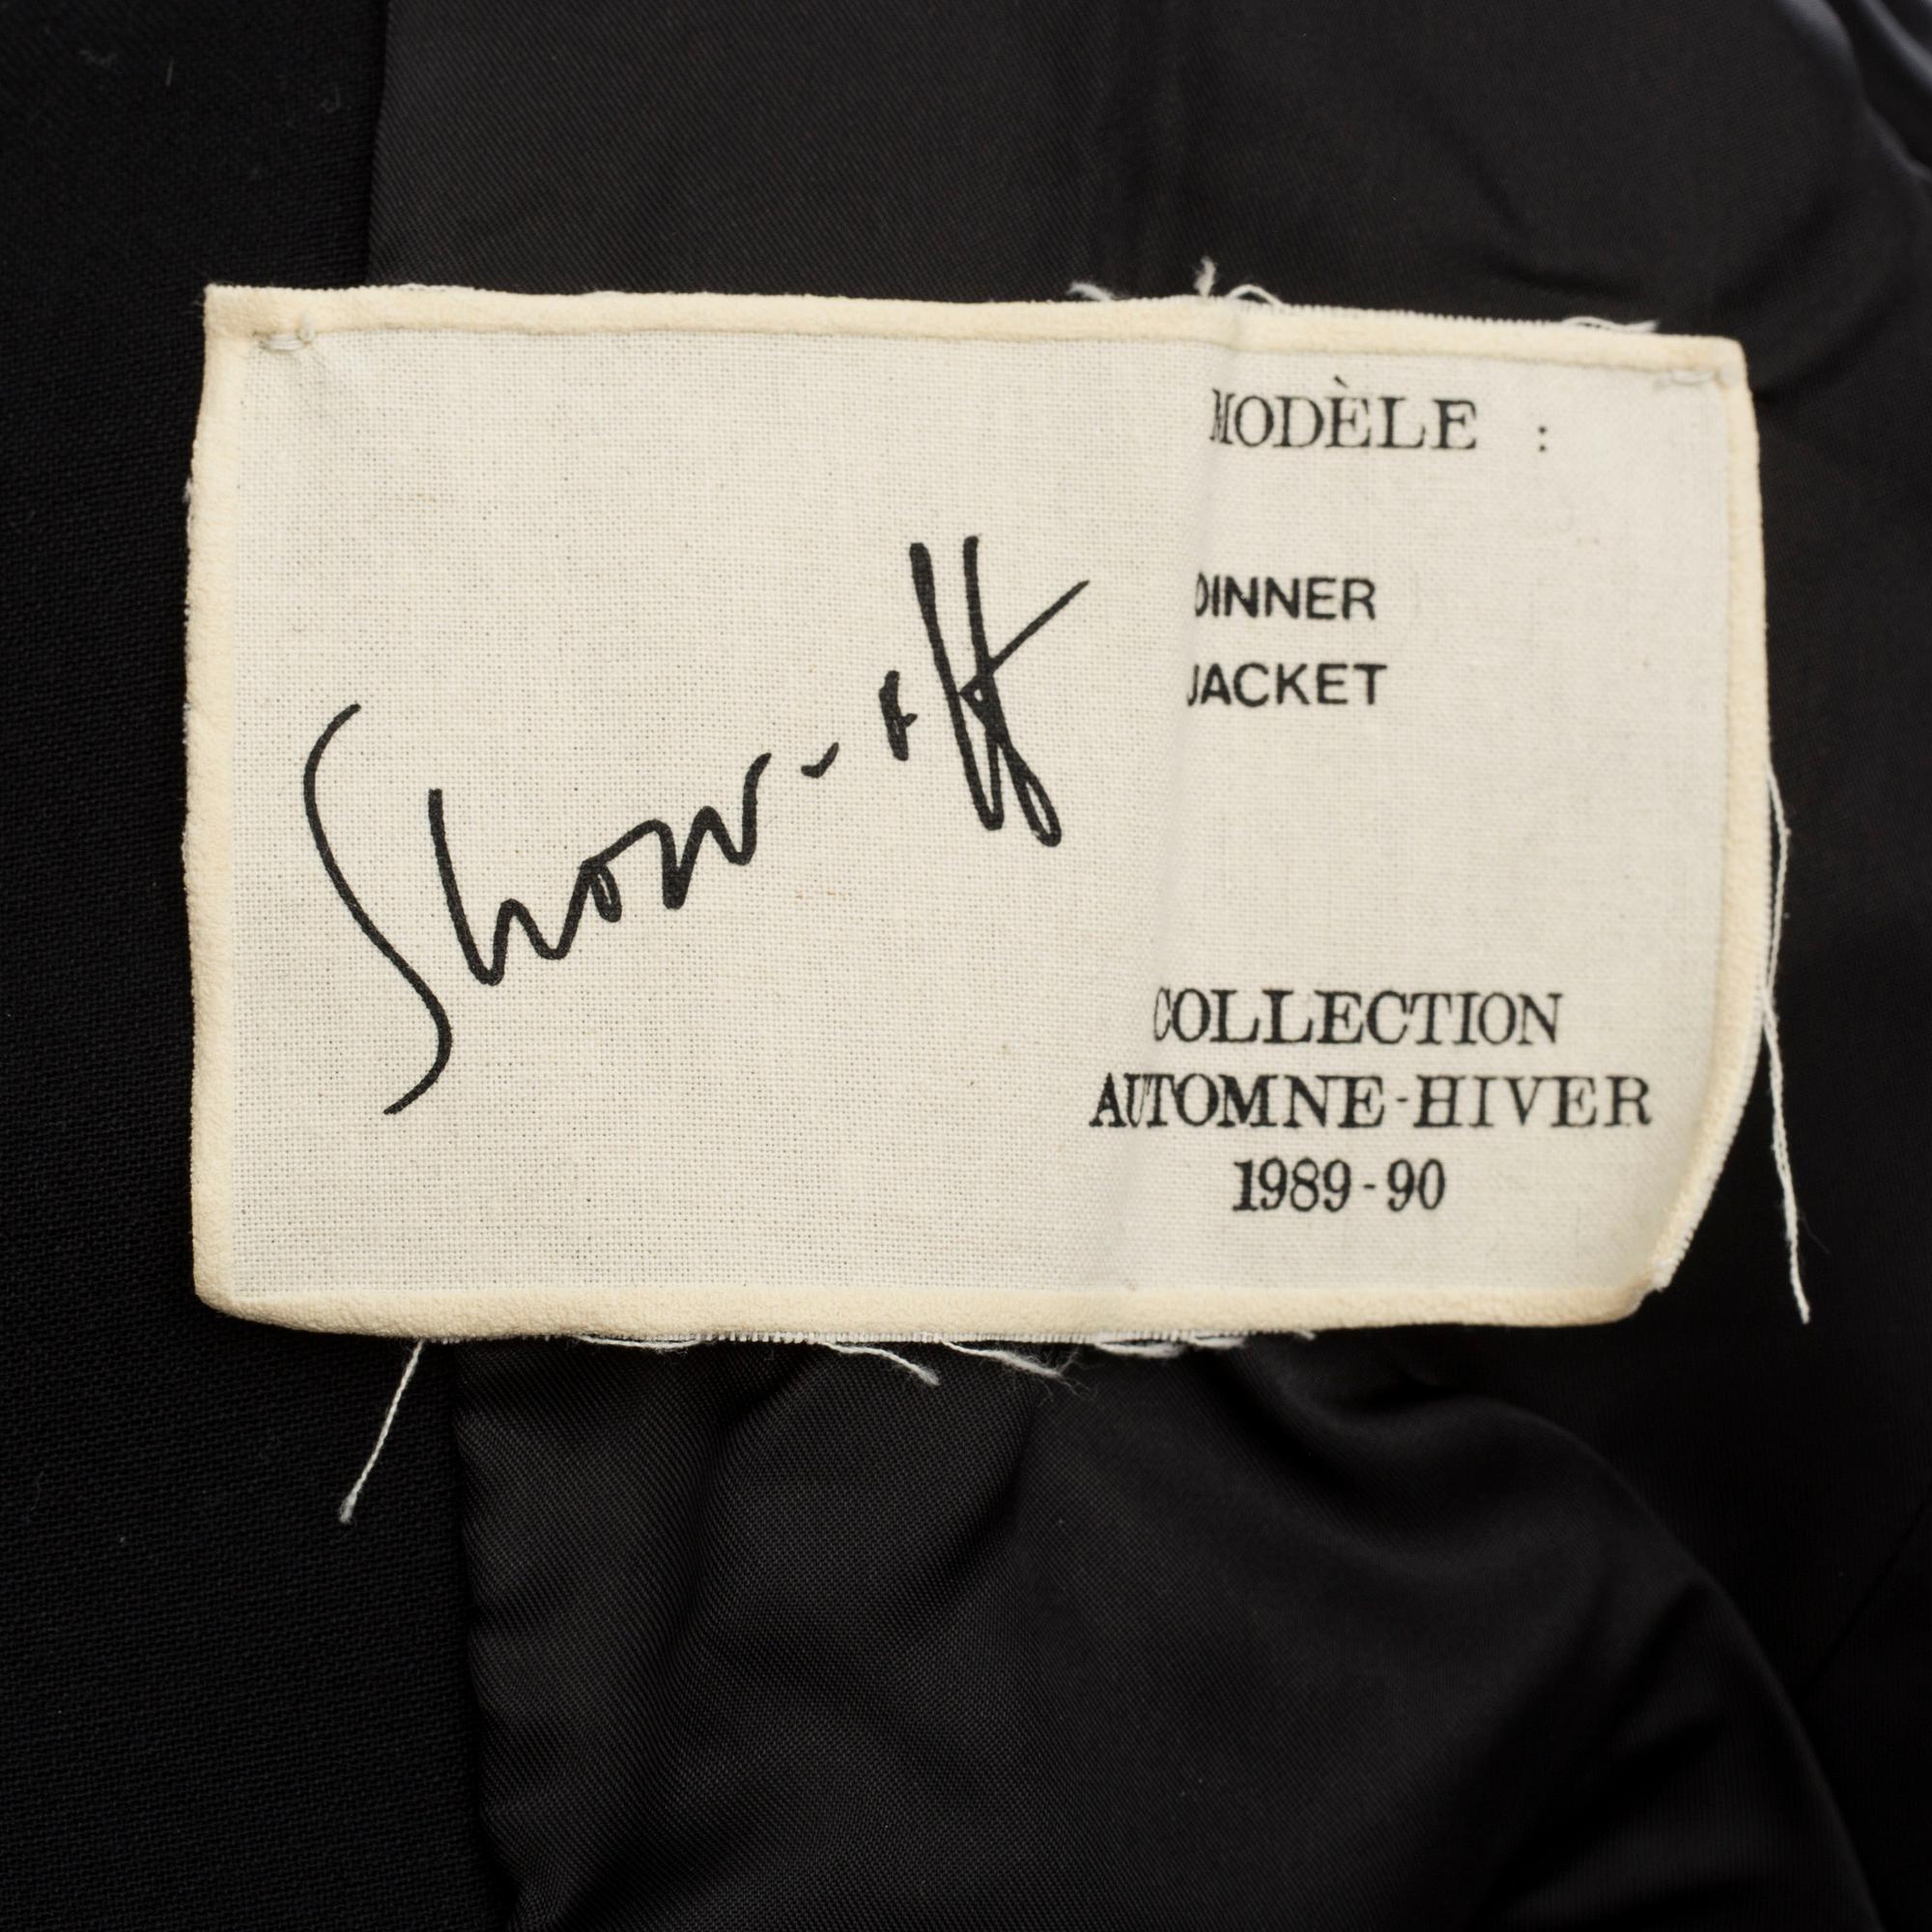 Show-off
MODÈLE :
DINNER
JACKET
COLLECTION
AUTOMNE-HIVER
1989-90